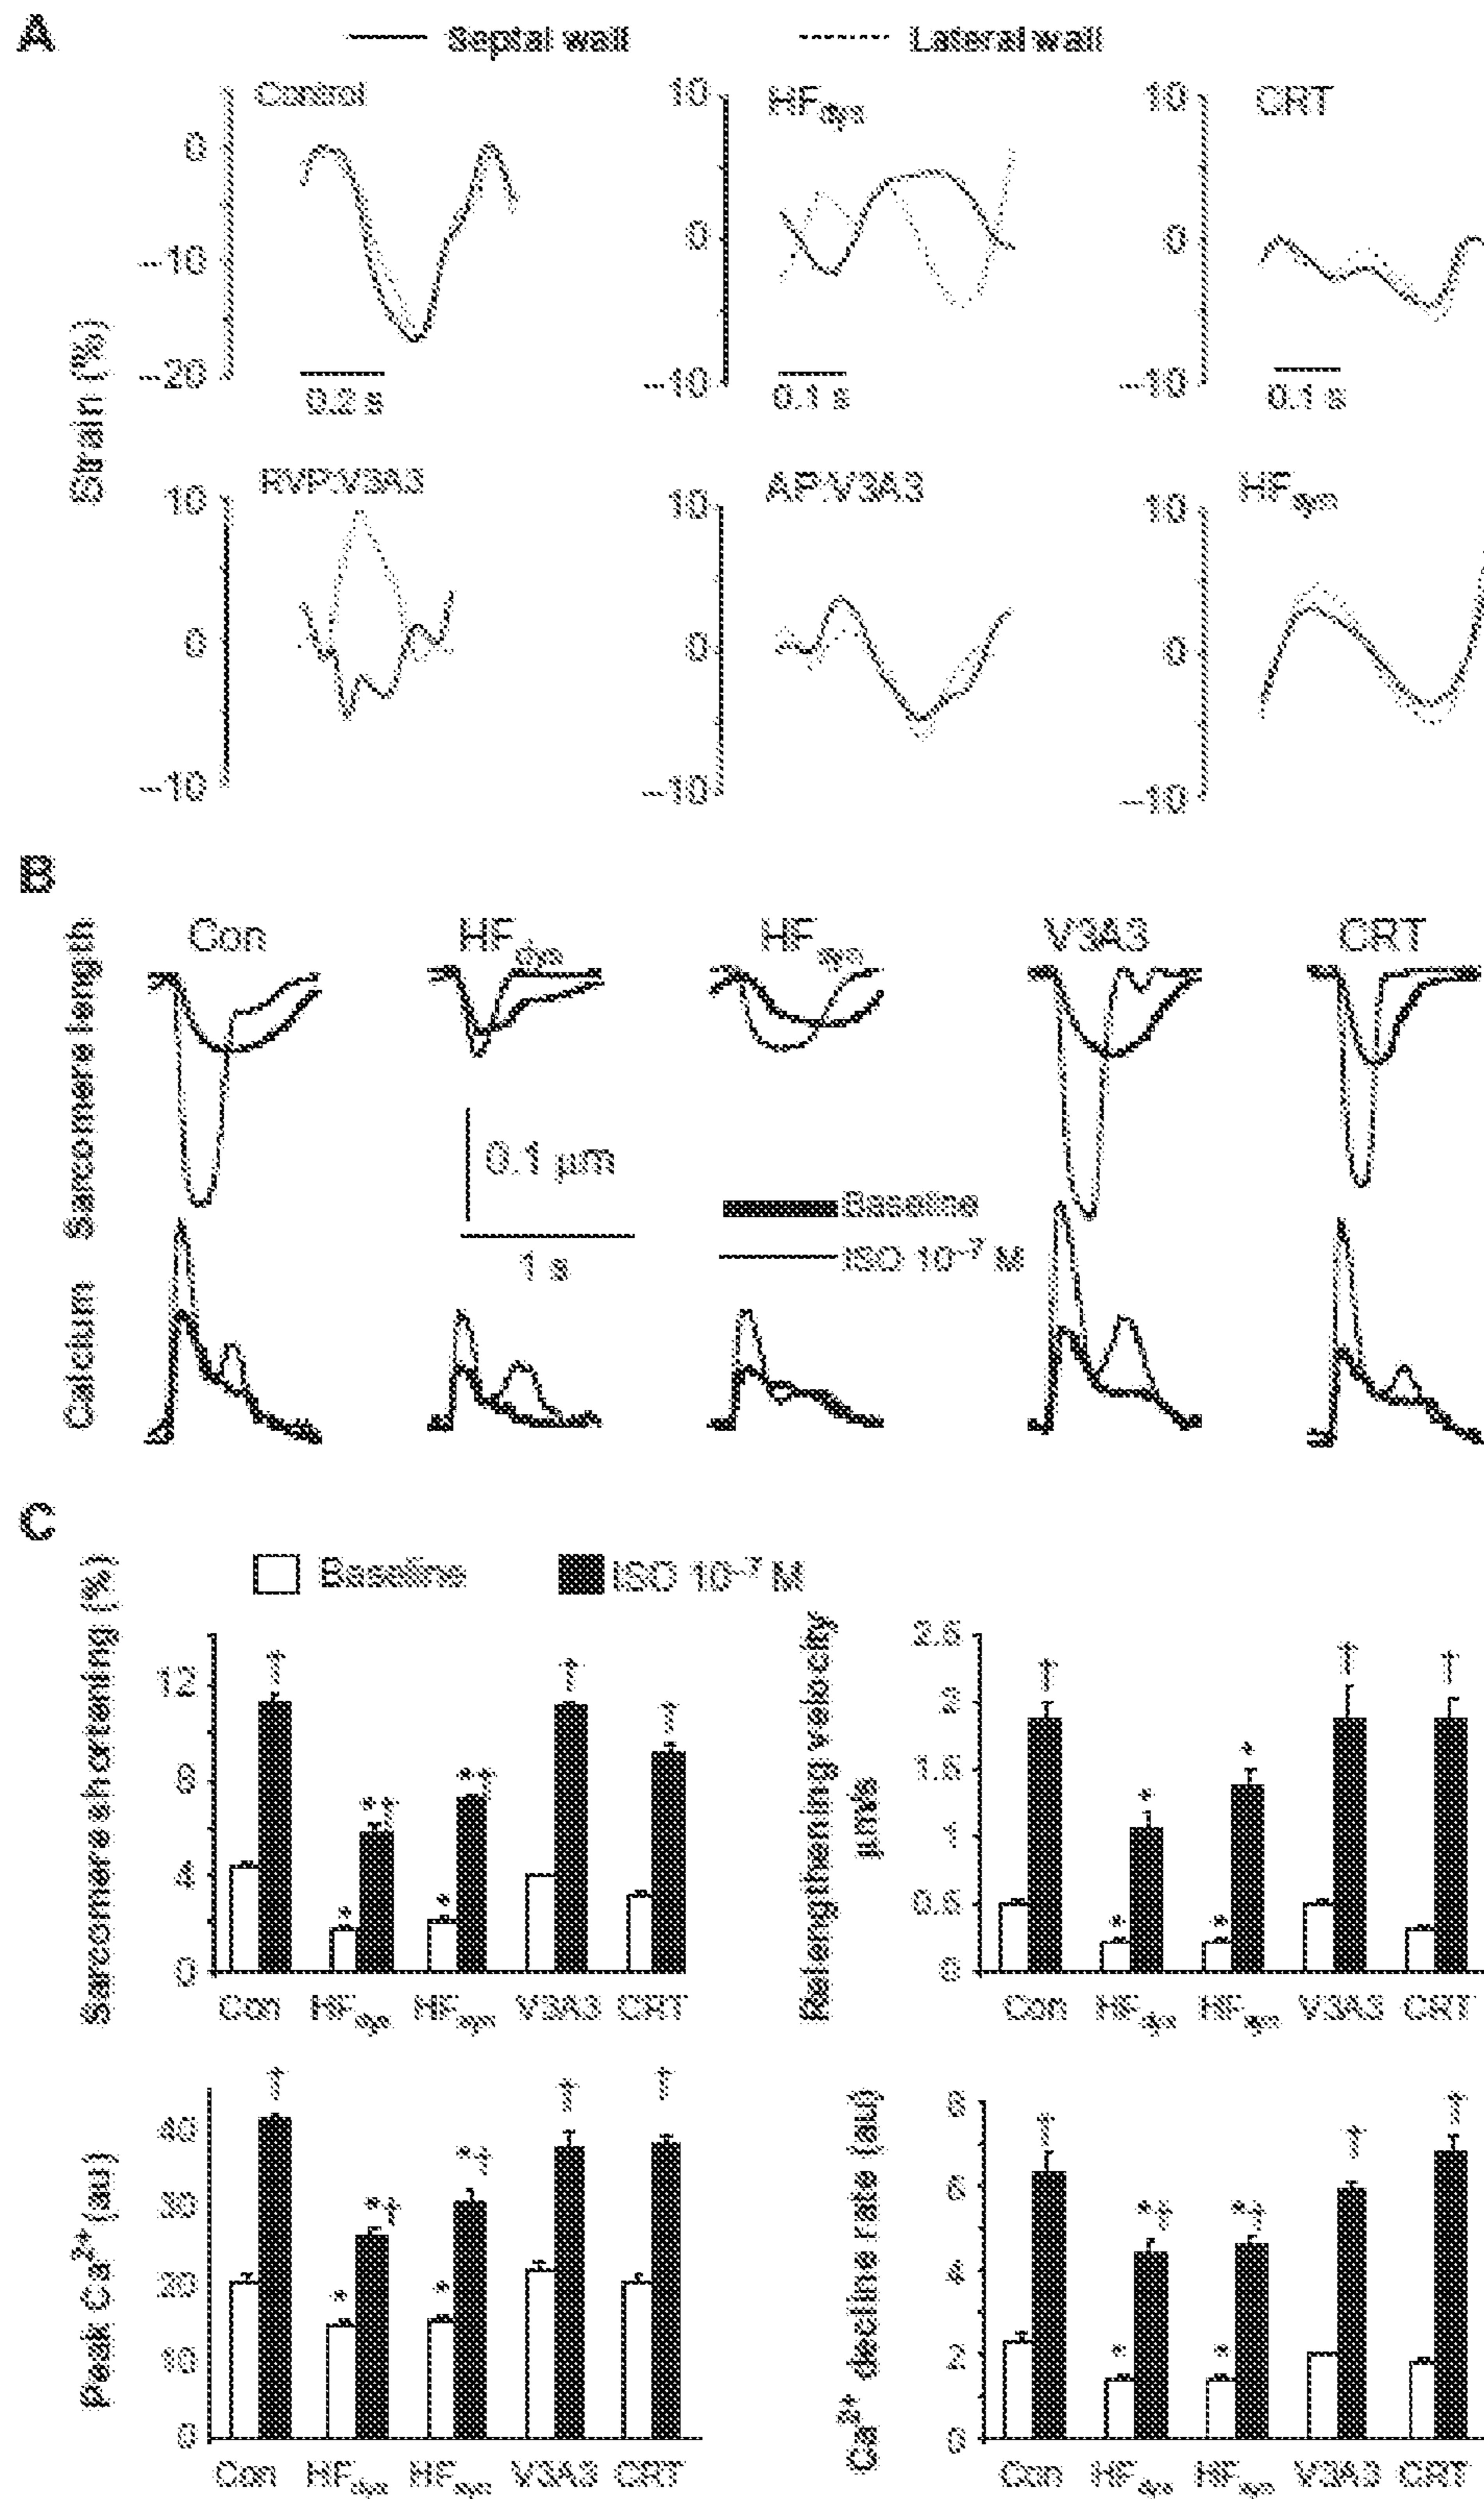 A
Septal wall Lateral wall
Control HFdys CRT
Strain (%)
0
–10
–20
0.2 s
10
0
–10
0.1 s
10
0
–10
0.1 s
RVP:V3A3 AP:V3A3 HFsyn
10
0
–10
10
0
–10
10
0
–10
B
Con HFdys HFsyn V3A3 CRT
Sarcomere length
Calcium
0.1 µm
1 s
Baseline
ISO 10–7 M
C
Baseline ISO 10–7 M
Sarcomere shortening (%)
12
8
4
0
* *† * *† † † †
Con HFdys HFsyn V3A3 CRT
Relengthening velocity
µm/s
2.5
2
1.5
1
0.5
0
† * * * * † †
Con HFdys HFsyn V3A3 CRT
Peak Ca2+ (au)
40
30
20
10
0
† * *† * *† † †
Con HFdys HFsyn V3A3 CRT
Ca2+ decline rate (au)
8
6
4
2
0
† * *† * *† † †
Con HFdys HFsyn V3A3 CRT